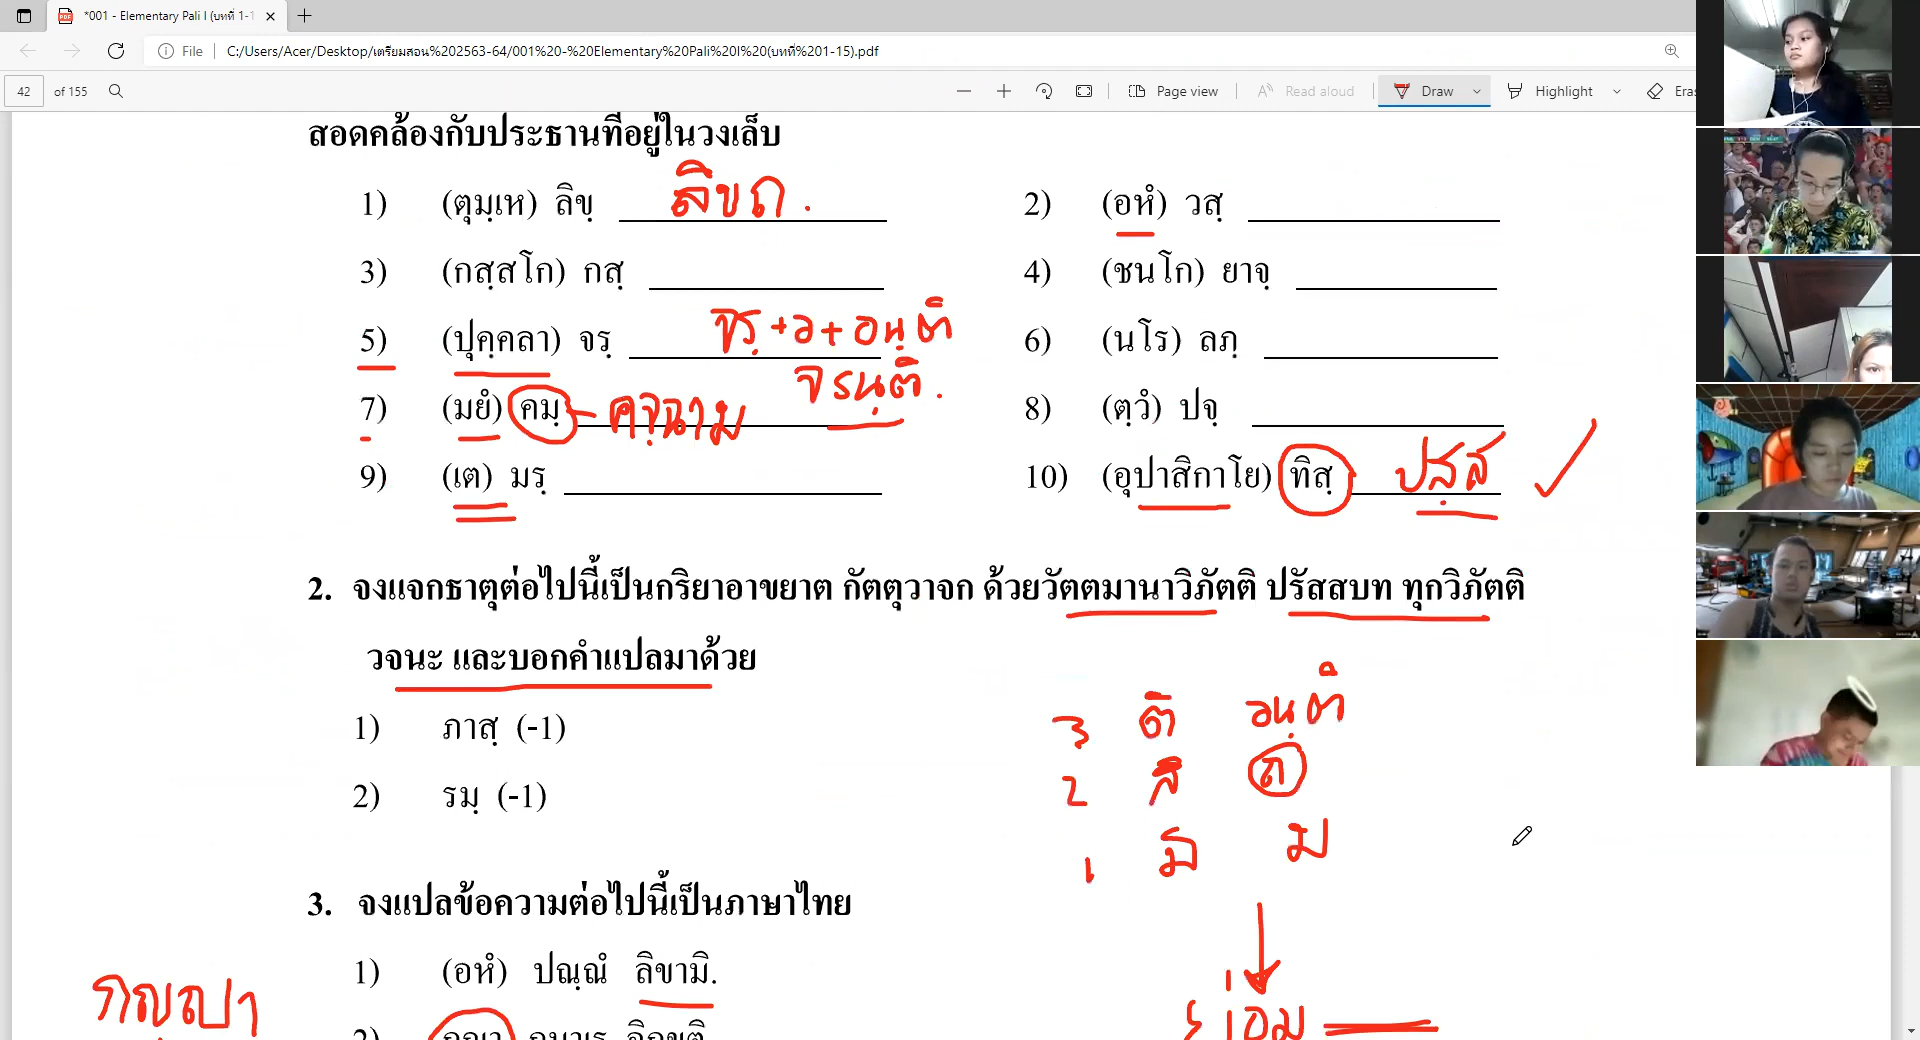 *001 - Elementary Pali I (บทที่ 1-1
File C:/Users/Acer/Desktop/เตรียมสอน%202563-64/001%20-%20Elementary%20Pali%20I%20(บทที่%201-15).pdf
42 of 155 Page view Read aloud Draw Highlight Eras
สอดคล้องกับประธานที่อยู่ในวงเล็บ
1) (ตุมฺเห) ลิขฺ ลิขถ. 2) (อหํ) วสฺ
3) (กสฺสโก) กสฺ 4) (ชนโก) ยาจฺ
5) (ปุคฺคลา) จรฺ จรฺ+อ+อนฺติ 6) (นโร) ลภฺ
จรนฺติ.
7) (มยํ) คมฺ - คจฺฉาม 8) (ตฺวํ) ปจฺ
9) (เต) มรฺ 10) (อุปาสิกาโย) ทิสฺ ปสฺส
2. จงแจกธาตุต่อไปนี้เป็นกริยาอาขยาต กัตตุวาจก ด้วยวัตตมานาวิภัตติ ปรัสสบท ทุกวิภัตติ
วจนะ และบอกคำแปลมาด้วย
1) ภาสฺ (-1)
3 ติ อนฺติ
2 สิ ถ
2) รมฺ (-1)
1 มิ ม
3. จงแปลข้อความต่อไปนี้เป็นภาษาไทย
1) (อหํ) ปณฺณํ ลิขามิ.
กญญา
ย่อม